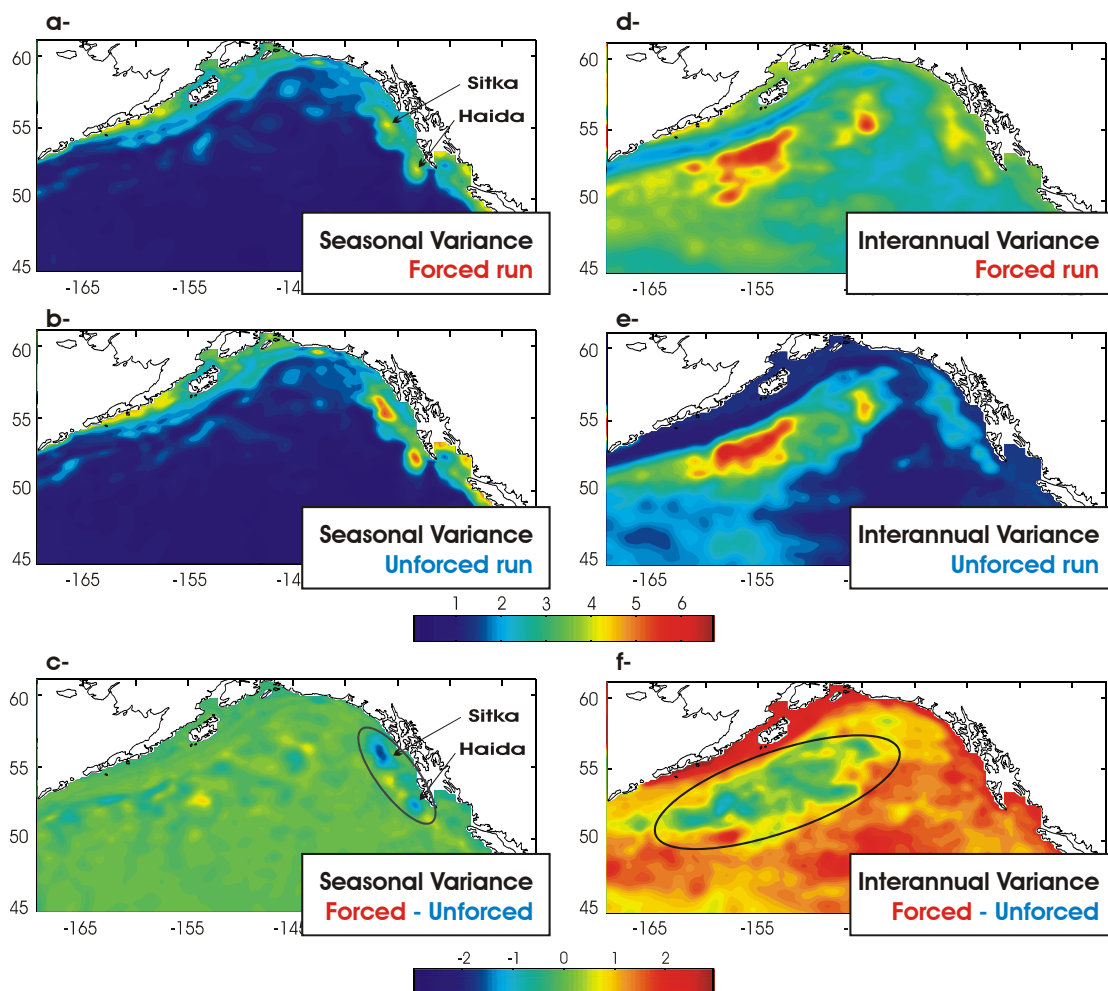 a-
60
55
50
45
-165
-155
-14
Sitka
Haida
Seasonal Variance
Forced run
d-
60
55
50
45
-165
-155
Interannual Variance
Forced run
b-
60
55
50
45
-165
-155
-14
Seasonal Variance
Unforced run
e-
60
55
50
45
-165
-155
Interannual Variance
Unforced run
1 2 3 4 5 6
c-
60
55
50
45
-165
-155
-145
Sitka
Haida
Seasonal Variance
Forced - Unforced
f-
60
55
50
45
-165
-155
Interannual Variance
Forced - Unforced
-2 -1 0 1 2